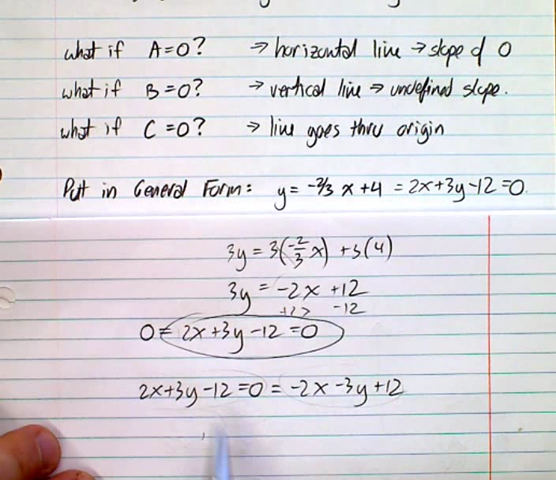 what if A=0? → horizontal line → slope of 0
what if B=0? → vertical line → undefined slope.
what if C=0? → line goes thru origin
Put in General Form: y = -2/3 x + 4 = 2x+3y-12=0
3y = 3(-2/3 x) + 3(4)
3y = -2x + 12
-12
0 = 2x+3y-12=0
2x+3y-12=0 = -2x-3y+12